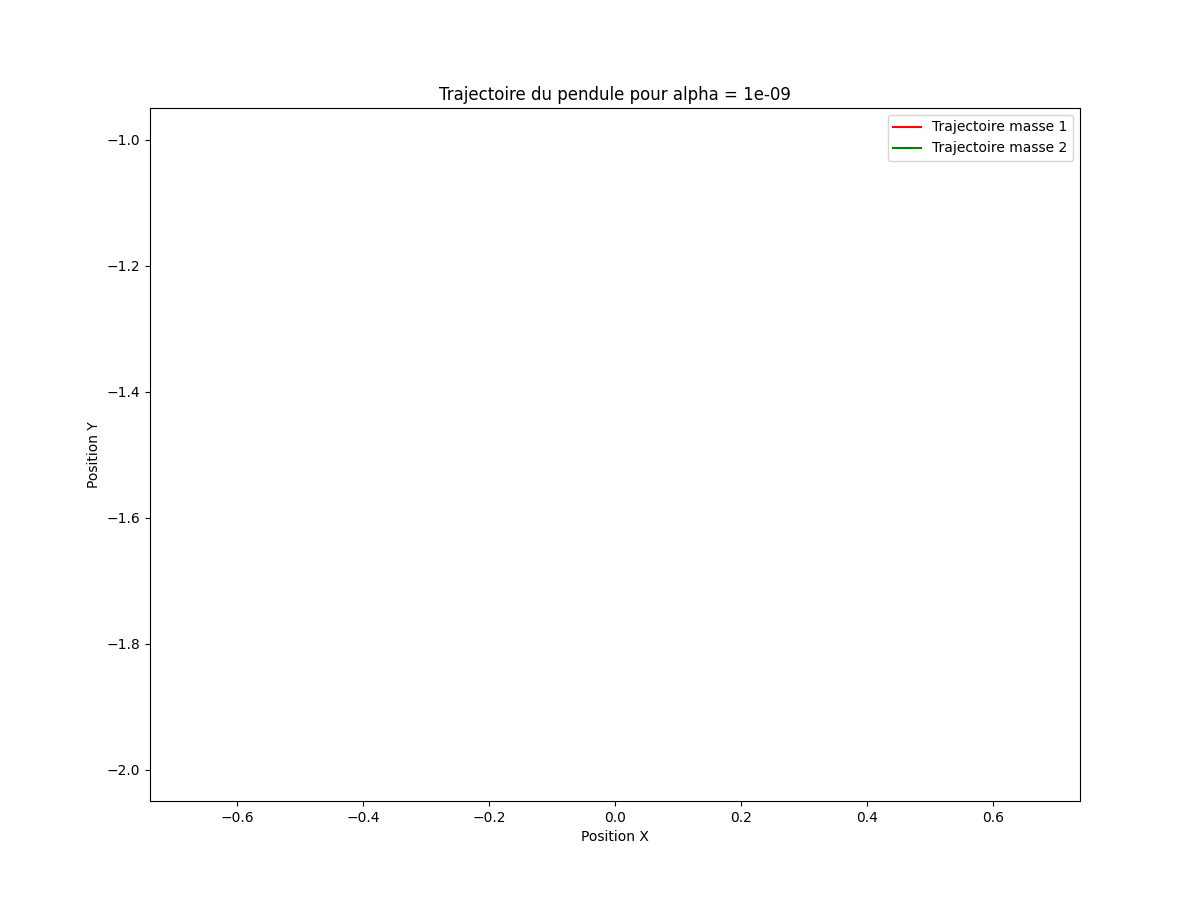 Trajectoire du pendule pour alpha = 1e-09
Trajectoire masse 1
Trajectoire masse 2
−1.0
−1.2
−1.4
−1.6
−1.8
−2.0
Position Y
−0.6
−0.4
−0.2
0.0
0.2
0.4
0.6
Position X